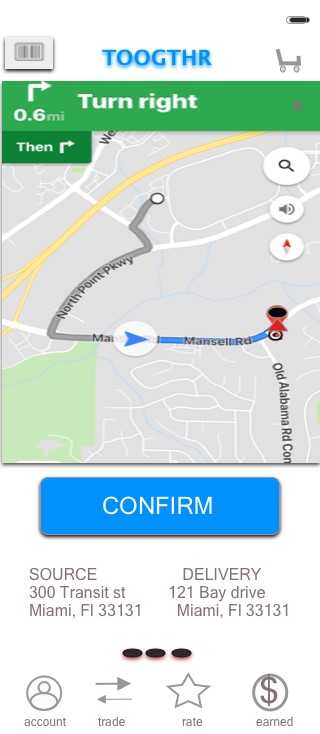 TOOGTHR
Turn right
0.6mi
x
Then
We
North Point Pkwy
Mansell Rd
Old Alabama Rd Con
CONFIRM
SOURCE
300 Transit st
Miami, Fl 33131
DELIVERY
121 Bay drive
Miami, Fl 33131
account
trade
rate
earned